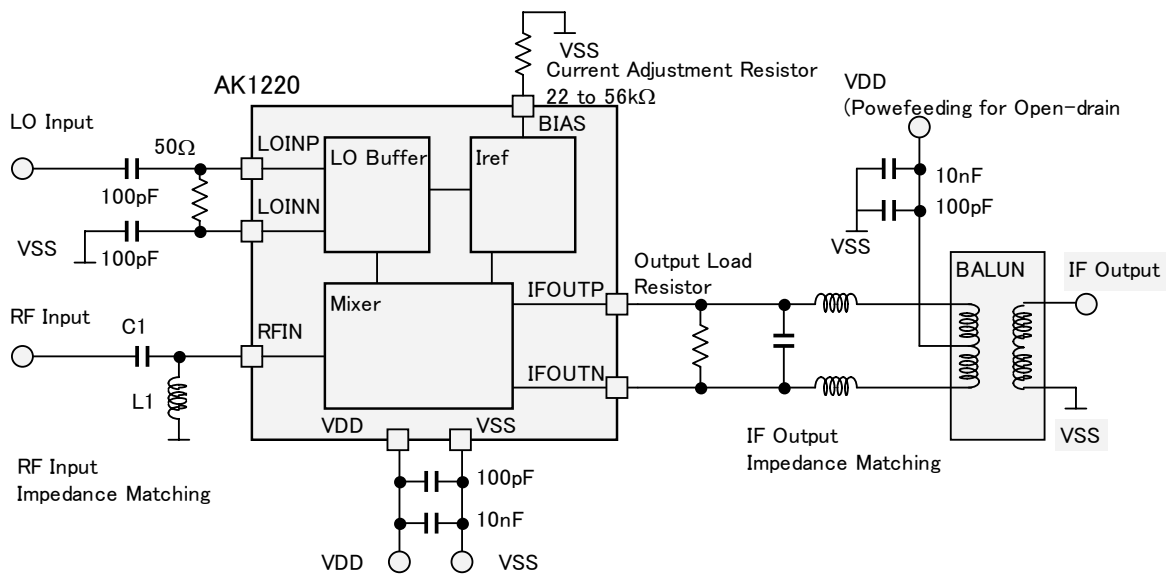 VSS
Current Adjustment Resistor
22 to 56kΩ
AK1220
BIAS
VDD
(Powefeeding for Open-drain
LO Input
50Ω
LOINP
LO Buffer
Iref
100pF
LOINN
VSS
100pF
10nF
100pF
VSS
BALUN
IF Output
Output Load
Resistor
RF Input
C1
RFIN
Mixer
IFOUTP
IFOUTN
L1
VDD
VSS
IF Output
Impedance Matching
VSS
RF Input
Impedance Matching
100pF
10nF
VDD
VSS